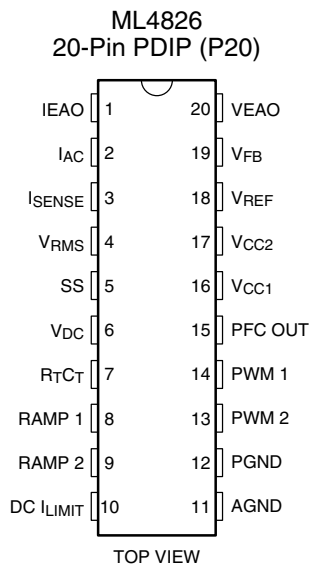 ML4826
20-Pin PDIP (P20)
IEAO 1 20 VEAO
IAC 2 19 VFB
ISENSE 3 18 VREF
VRMS 4 17 VCC2
SS 5 16 VCC1
VDC 6 15 PFC OUT
RTCT 7 14 PWM 1
RAMP 1 8 13 PWM 2
RAMP 2 9 12 PGND
DC ILIMIT 10 11 AGND
TOP VIEW